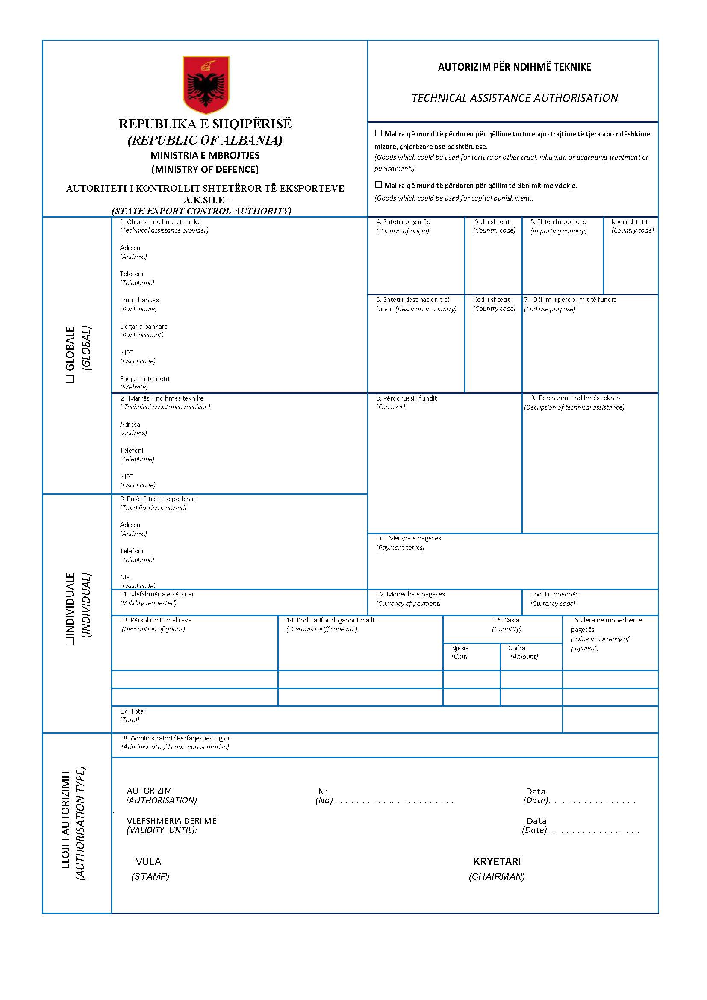 REPUBLIKA E SHQIPËRISË
(REPUBLIC OF ALBANIA)
MINISTRIA E MBROJTJES
(MINISTRY OF DEFENCE)
AUTORITETI I KONTROLLIT SHTETËROR TË EKSPORTEVE
-A.K.SH.E -
(STATE EXPORT CONTROL AUTHORITY)
AUTORIZIM PËR NDIHMË TEKNIKE
TECHNICAL ASSISTANCE AUTHORISATION
☐ Mallra që mund të përdoren për qëllime torture apo trajtime të tjera apo ndëshkime
mizore, çnjerëzore ose poshtëruese.
(Goods which could be used for torture or other cruel, inhuman or degrading treatment or
punishment.)
☐ Mallra që mund të përdoren për qëllim të dënimit me vdekje.
(Goods which could be used for capital punishment.)
☐ GLOBALE
(GLOBAL)
1. Ofruesi i ndihmës teknike
(Technical assistance provider)
Adresa
(Address)
Telefoni
(Telephone)
Emri i bankës
(Bank name)
Llogaria bankare
(Bank account)
NIPT
(Fiscal code)
Faqja e internetit
(Website)
4. Shteti i origjinës
(Country of origin)
Kodi i shtetit
(Country code)
5. Shteti Importues
(Importing country)
Kodi i shtetit
(Country code)
6. Shteti i destinacionit të
fundit (Destination country)
Kodi i shtetit
(Country code)
7. Qëllimi i përdorimit të fundit
(End use purpose)
2. Marrësi i ndihmës teknike
( Technical assistance receiver )
Adresa
(Address)
Telefoni
(Telephone)
NIPT
(Fiscal code)
8. Përdoruesi i fundit
(End user)
9. Përshkrimi i ndihmës teknike
(Decription of technical assistance)
☐INDIVIDUALE
(INDIVIDUAL)
3. Palë të treta të përfshira
(Third Parties Involved)
Adresa
(Address)
Telefoni
(Telephone)
NIPT
(Fiscal code)
10. Mënyra e pagesës
(Payment terms)
11. Vlefshmëria e kërkuar
(Validity requested)
12. Monedha e pagesës
(Currency of payment)
Kodi i monedhës
(Currency code)
13. Përshkrimi i mallrave
(Description of goods)
14. Kodi tarifor doganor i mallit
(Customs tariff code no.)
15. Sasia
(Quantity)
Njesia
(Unit)
Shifra
(Amount)
16.Vlera në monedhën e
pagesës
(value in currency of
payment)
17. Totali
(Total)
LLOJI I AUTORIZIMIT
(AUTHORISATION TYPE)
18. Administratori/ Përfaqesuesi ligjor
(Administrator/ Legal representative)
AUTORIZIM Nr. Data
(AUTHORISATION) (No) . . . . . . . . . . .. . . . . . . . . . . . (Date). . . . . . . . . . . . . . . . .
.
VLEFSHMËRIA DERI MË: Data
(VALIDITY UNTIL): (Date). . . . . . . . . . . . . . . . .
VULA KRYETARI
(STAMP) (CHAIRMAN)